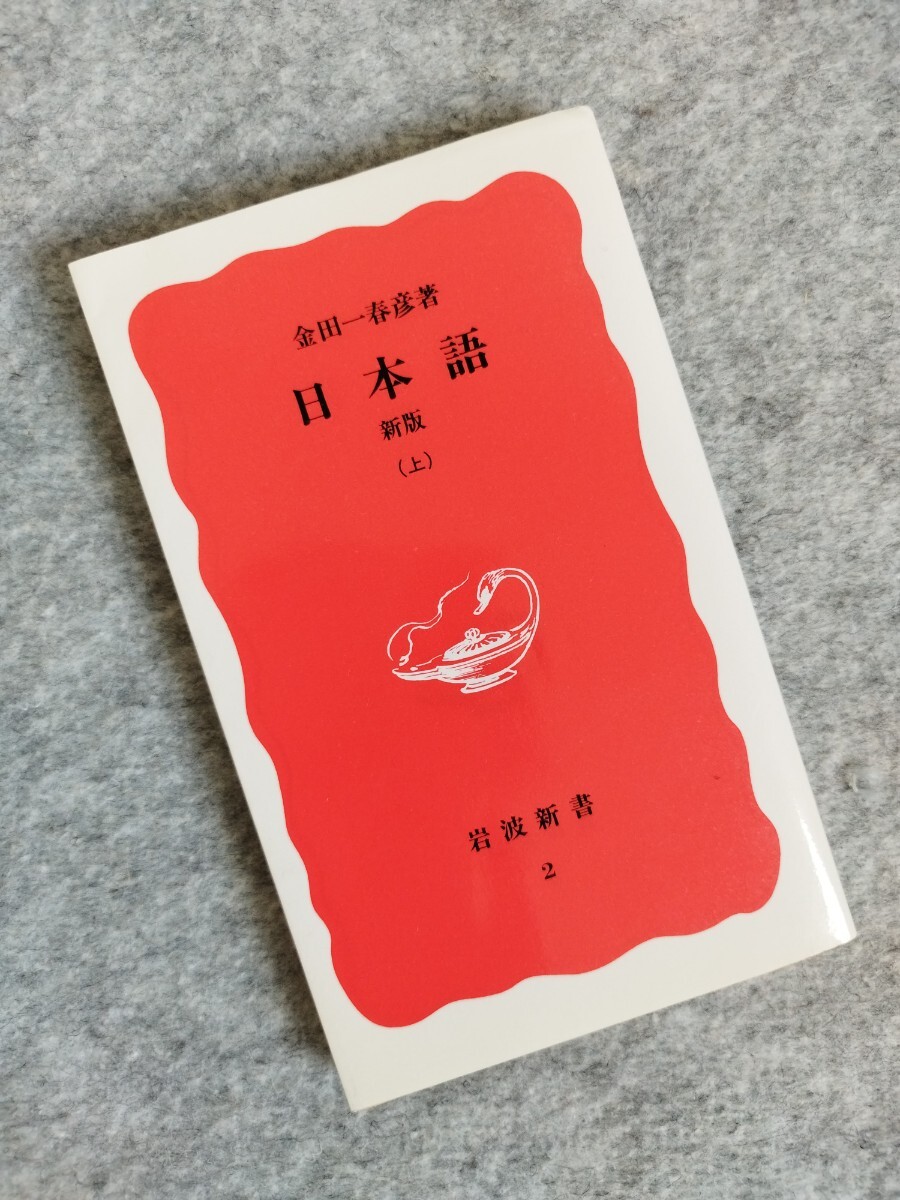 金田一春彦著
日本語
新版
(上)
岩波新書
2